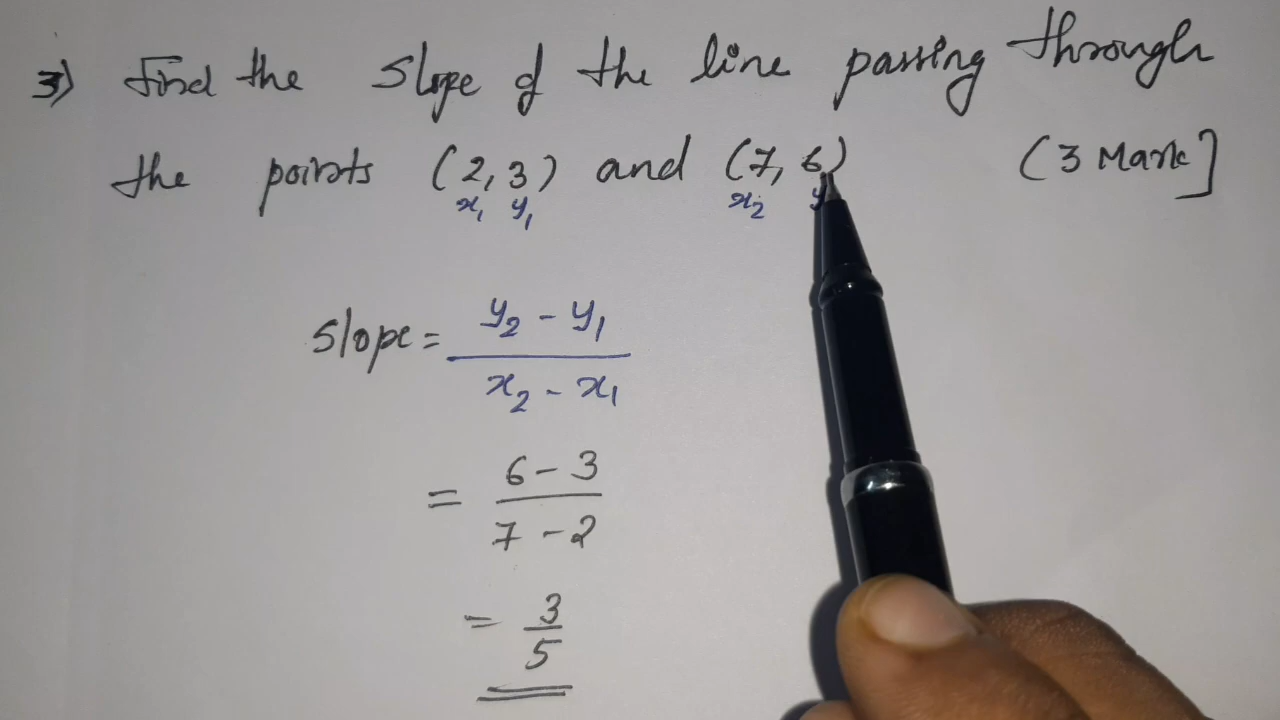 3) Find the Slope of the line passing through
the points (2, 3) and (7, 6) (3 Mark]
x₁ y₁ x₂ y
Slope = y₂ - y₁
x₂ - x₁
= 6 - 3
7 - 2
= 3
5